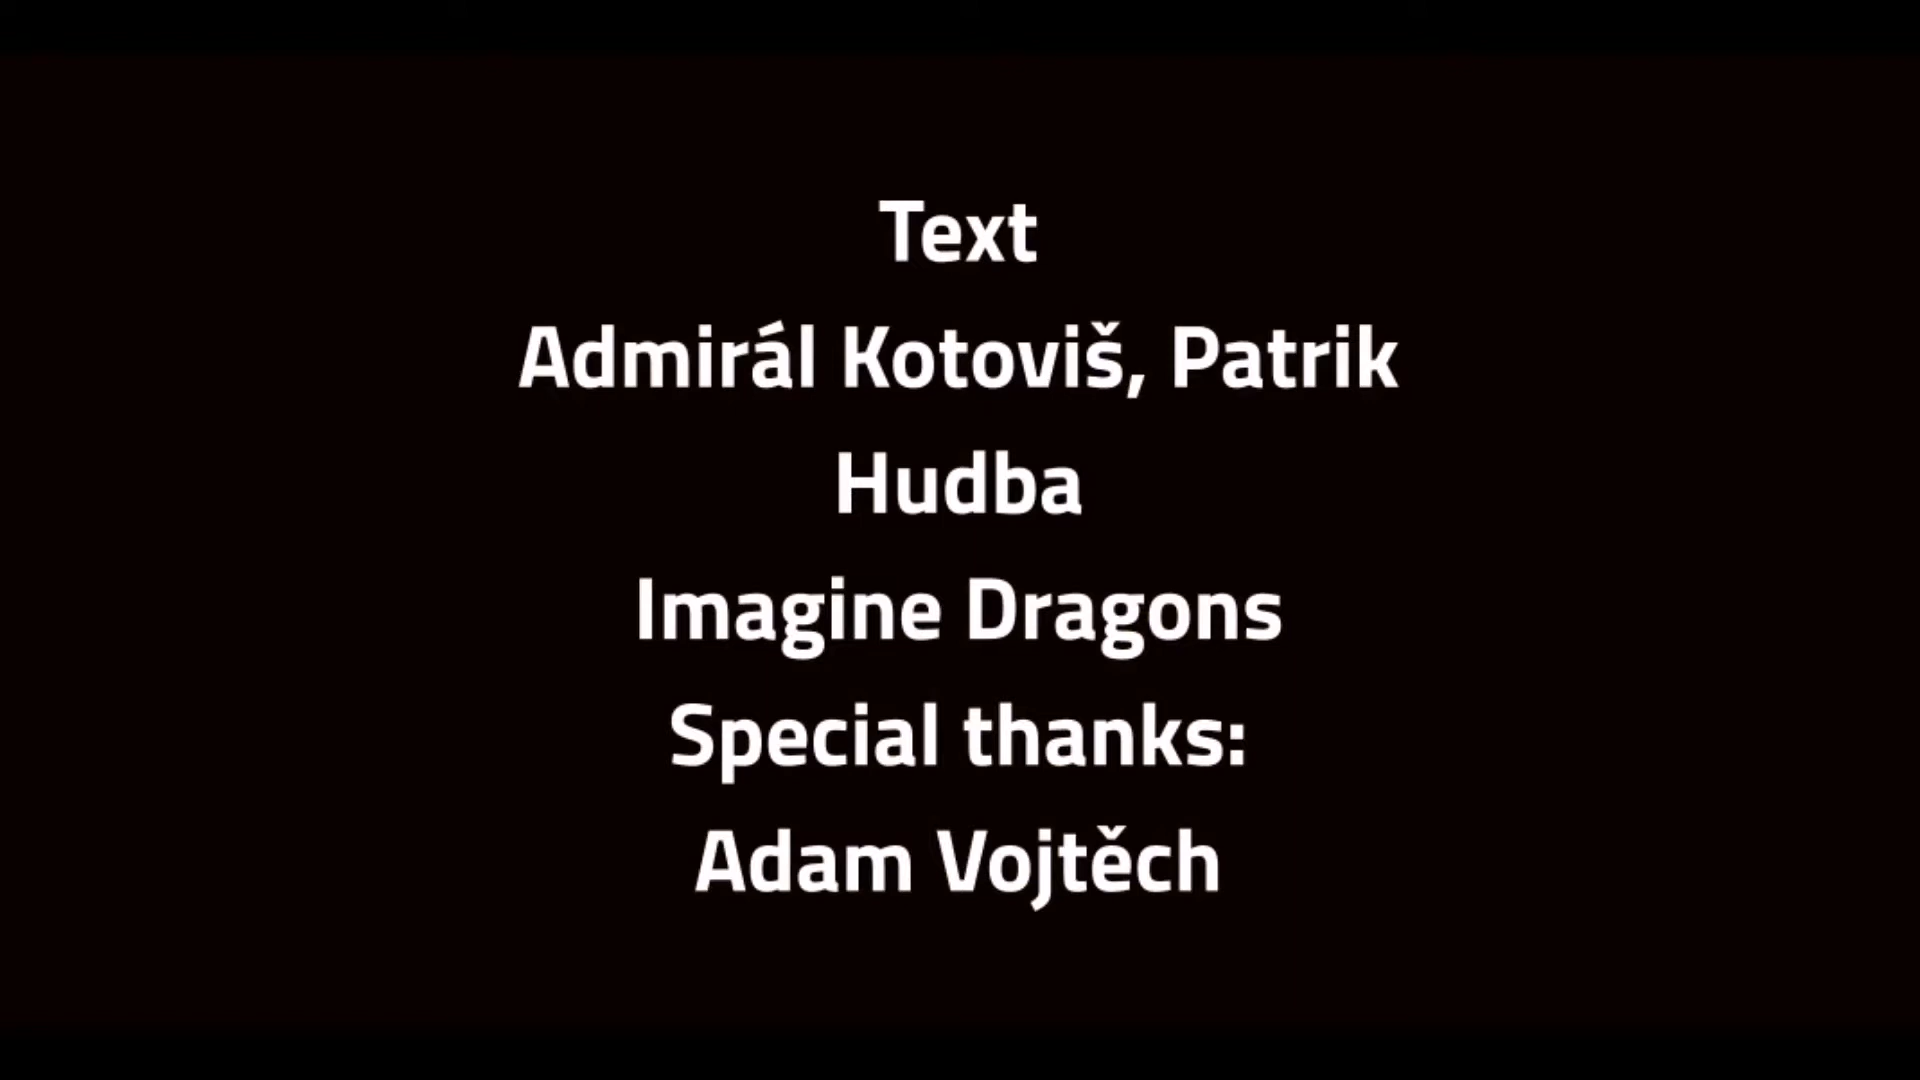 Text
Admirál Kotoviš, Patrik
Hudba
Imagine Dragons
Special thanks:
Adam Vojtěch